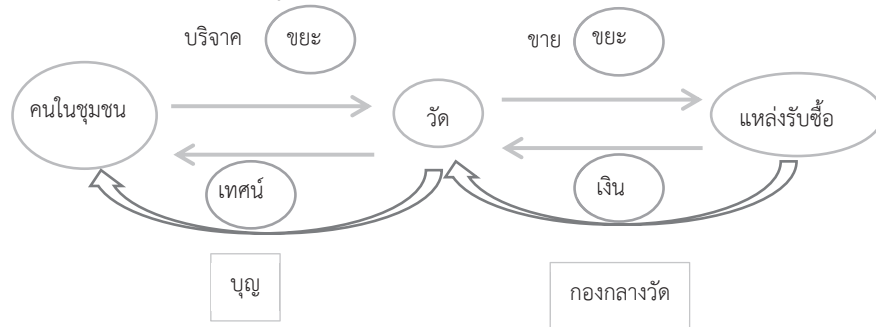 บริจาค ขยะ ขาย ขยะ
คนในชุมชน วัด แหล่งรับซื้อ
เทศน์ เงิน
บุญ กองกลางวัด